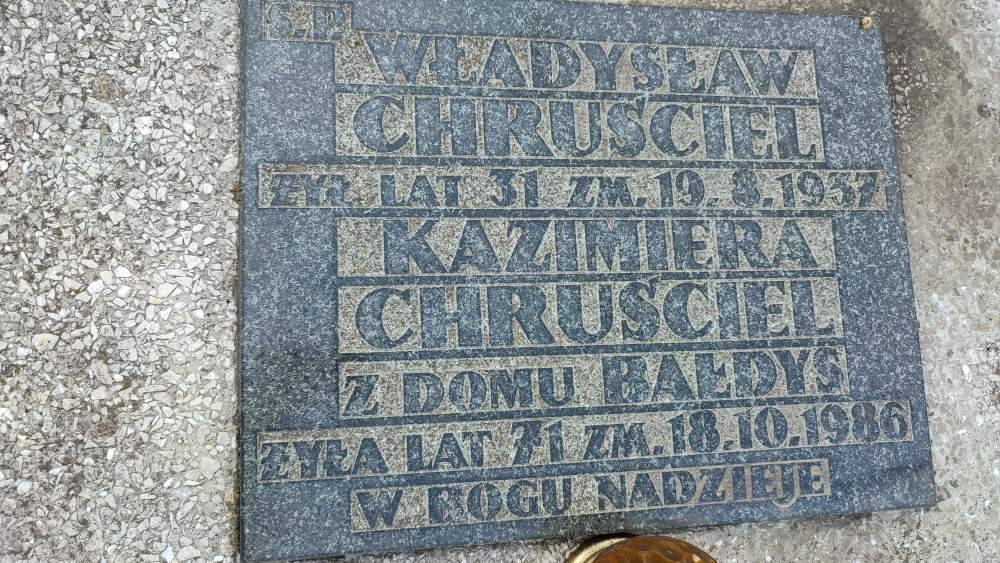 Ś.P.
WŁADYSŁAW
CHRUŚCIEL
ŻYŁ LAT 31 ZM. 19.8.1937
KAZIMIERA
CHRUŚCIEL
Z DOMU BAŁDYS
ŻYŁA LAT 71 ZM. 18.10.1986
W BOGU NADZIEJE